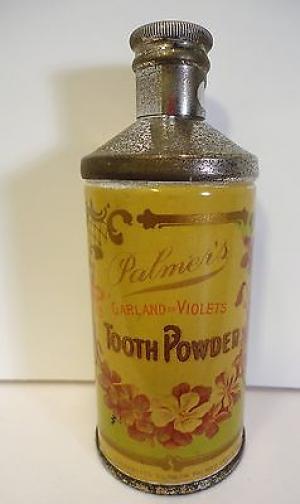 Palmer's
GARLAND OF VIOLETS
TOOTH POWDER